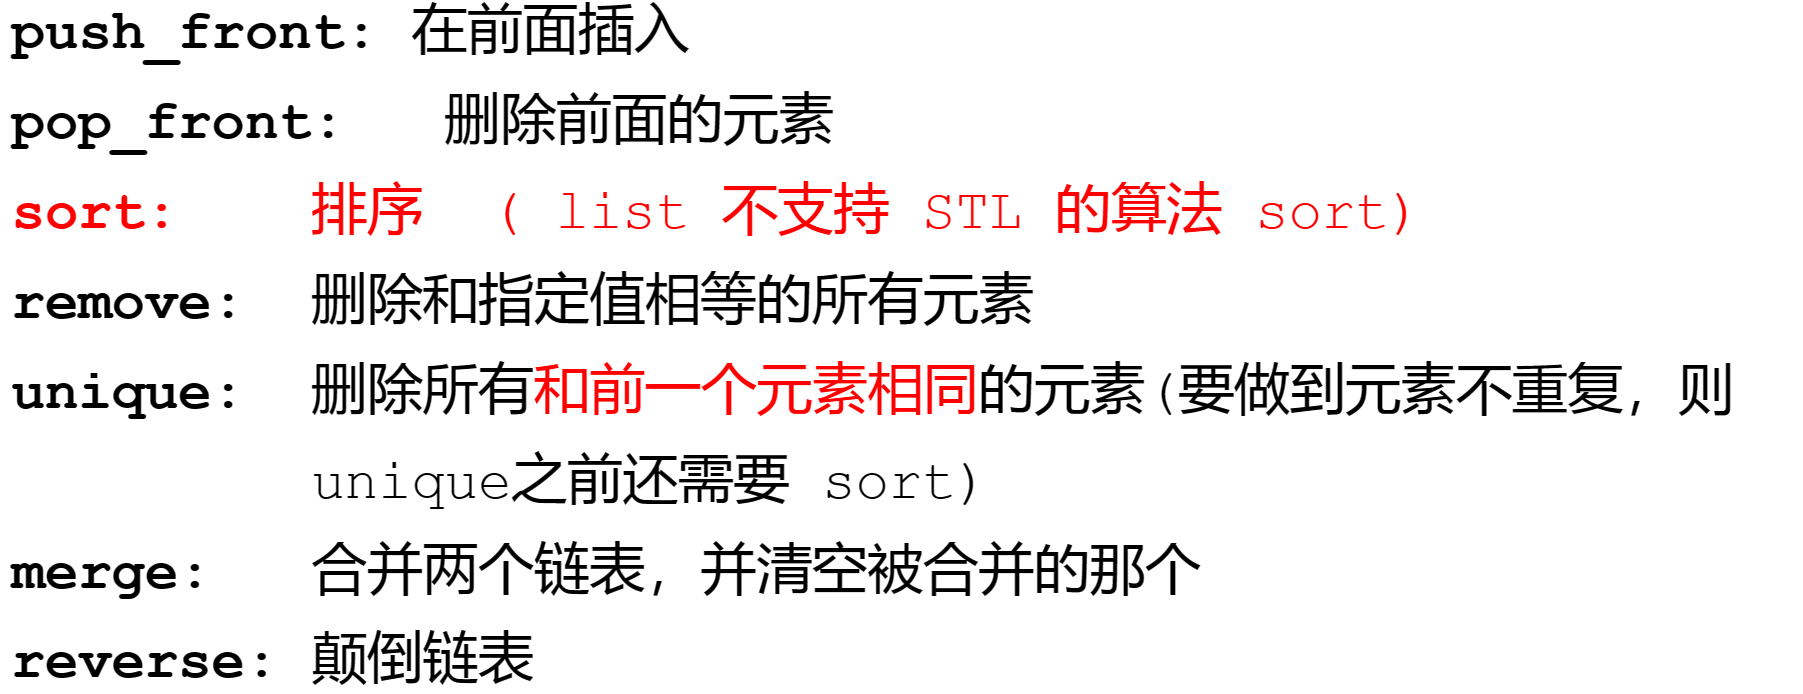 push_front: 在前面插入
pop_front: 删除前面的元素
sort: 排序 ( list 不支持 STL 的算法 sort)
remove: 删除和指定值相等的所有元素
unique: 删除所有和前一个元素相同的元素(要做到元素不重复，则
unique之前还需要 sort)
merge: 合并两个链表，并清空被合并的那个
reverse: 颠倒链表